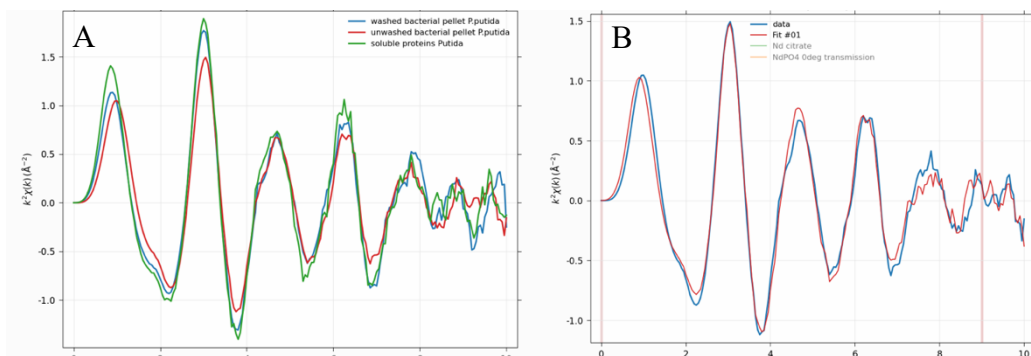 A
washed bacterial pellet P.putida
unwashed bacterial pellet P.putida
soluble proteins Putida
1.5
1.0
0.5
0.0
-0.5
-1.0
k²χ(k) (Å⁻²)
B
data
Fit #01
Nd citrate
NdPO4 0deg transmission
1.5
1.0
0.5
0.0
-0.5
-1.0
k²χ(k) (Å⁻²)
0 2 4 6 8 10